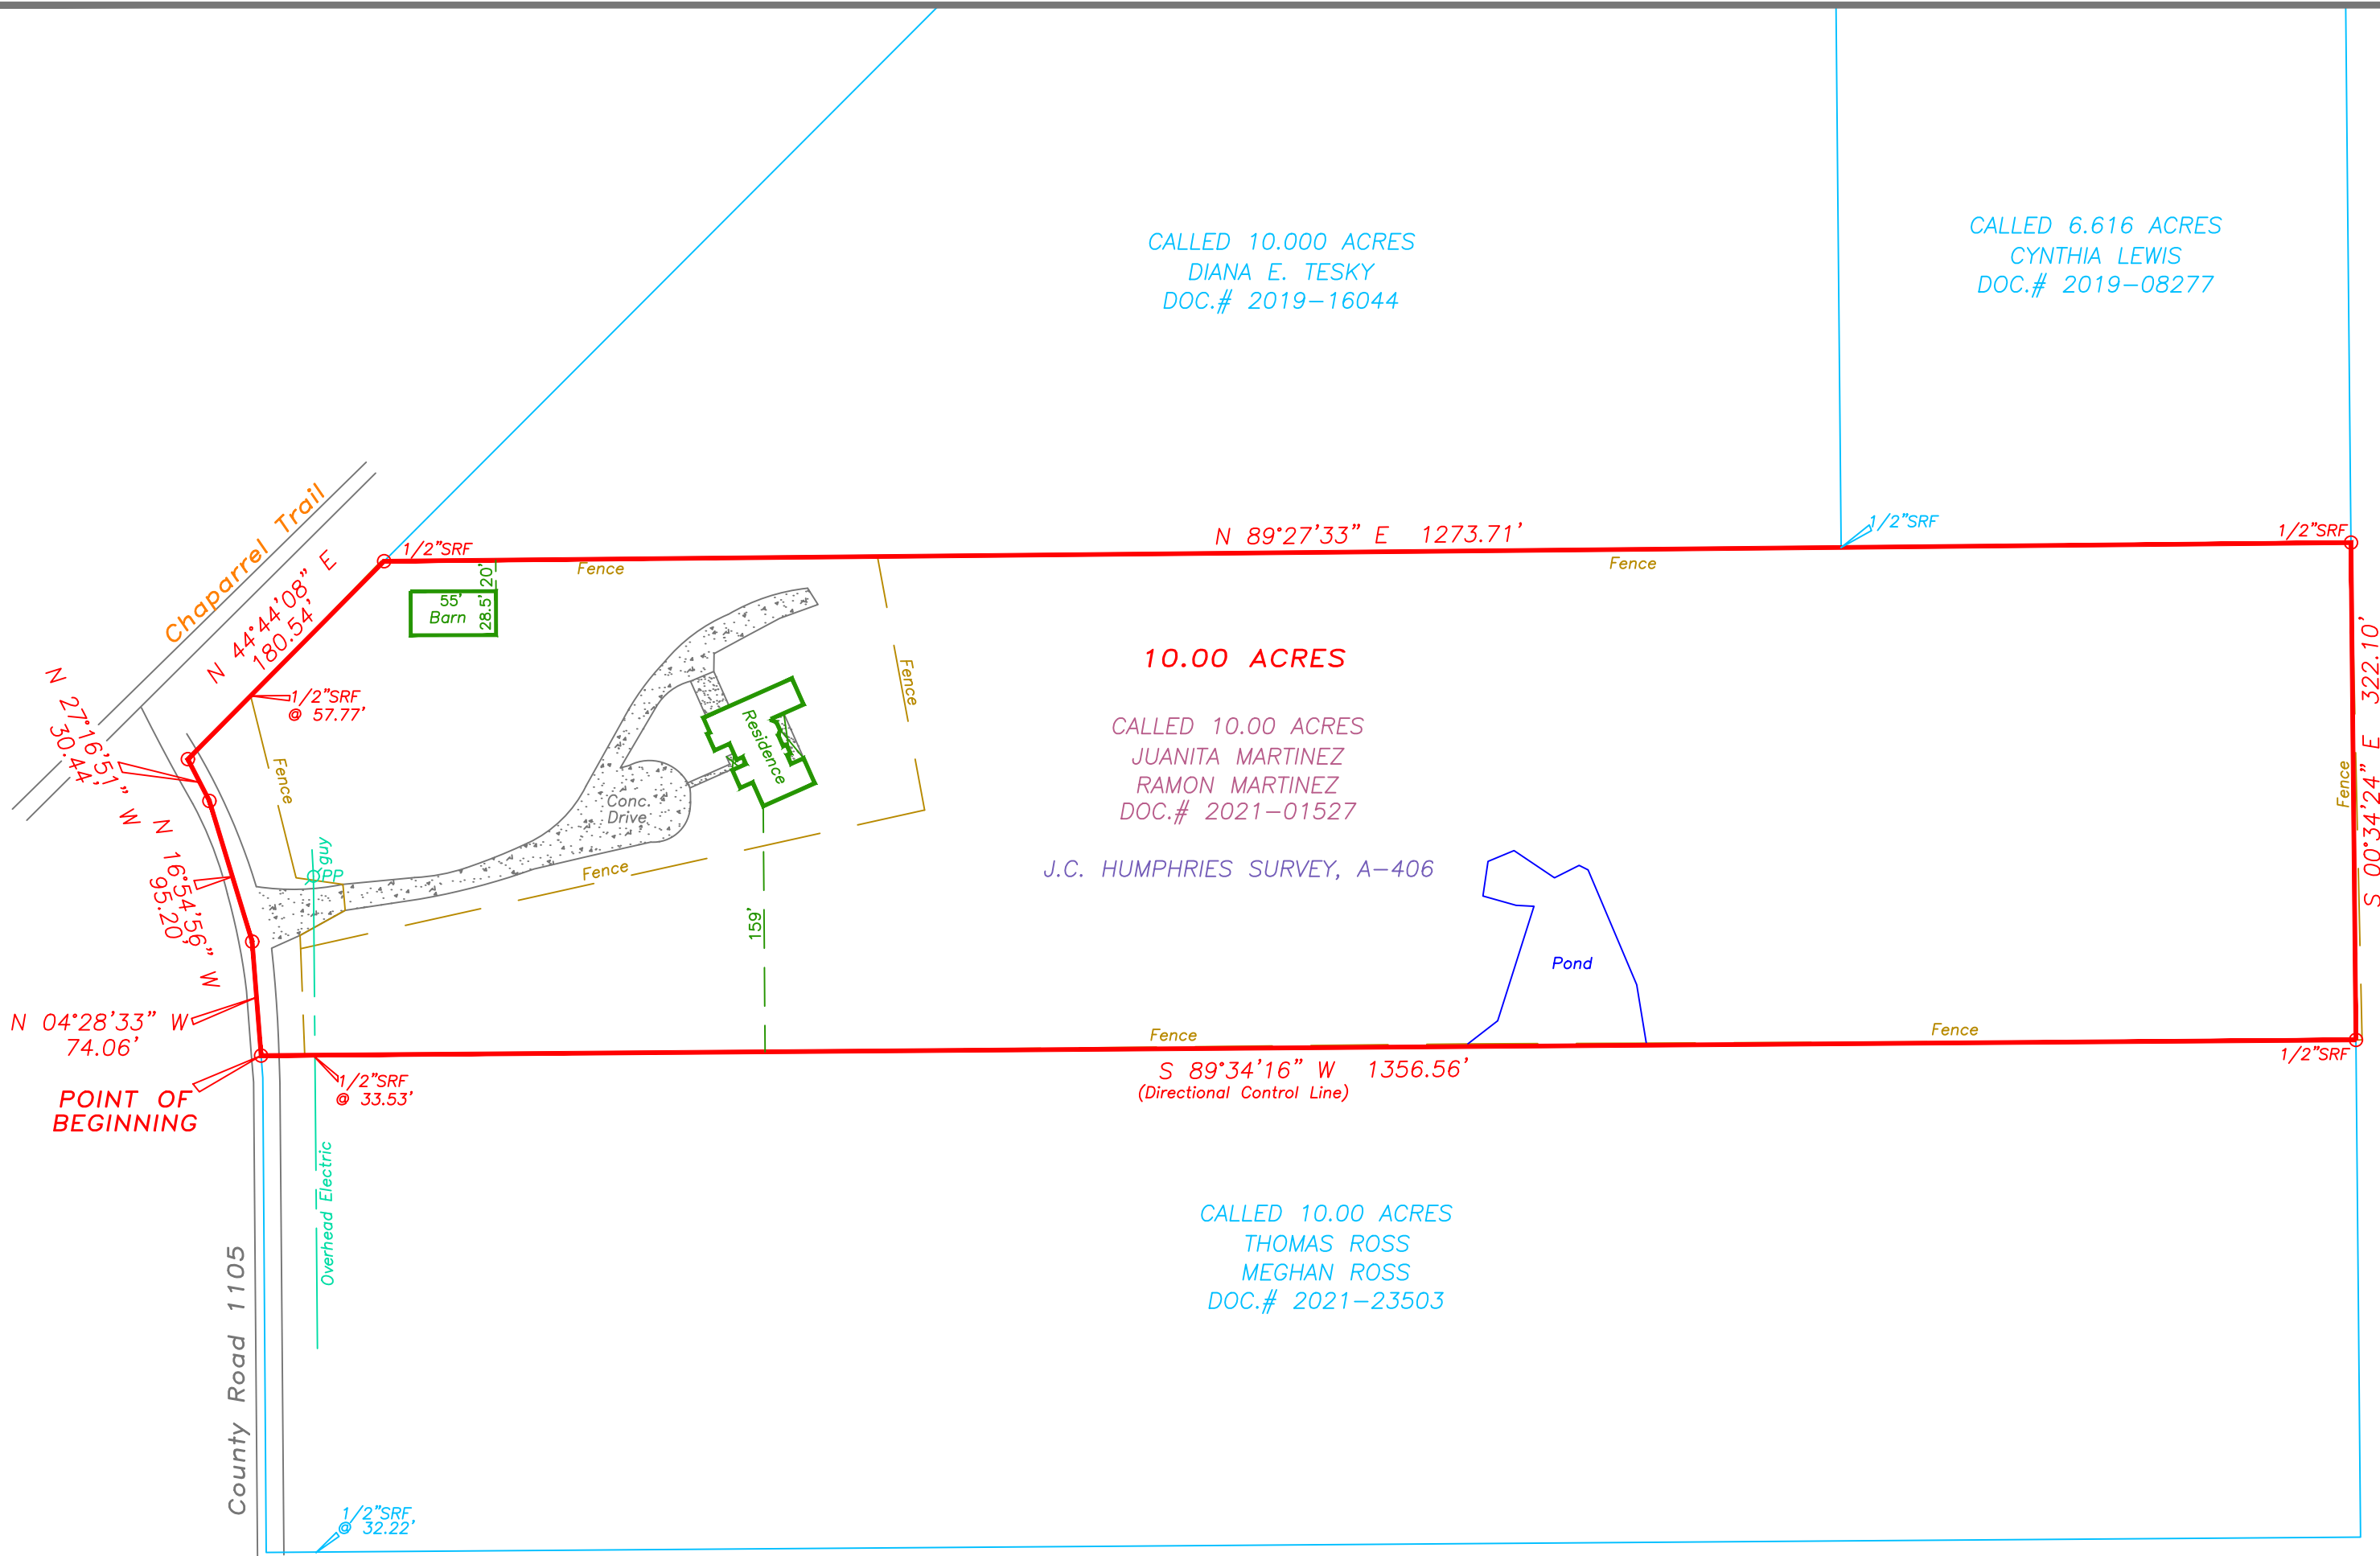 CALLED 10.000 ACRES
DIANA E. TESKY
DOC.# 2019-16044
CALLED 6.616 ACRES
CYNTHIA LEWIS
DOC.# 2019-08277
Chaparrel Trail
N 44°44'08" E
180.54'
1/2"SRF
N 89°27'33" E 1273.71'
1/2"SRF
1/2"SRF
Fence
Fence
20'
55'
Barn
28.5'
1/2"SRF
@ 57.77'
N 27°16'51" W
30.44'
N 16°54'56" W
95.20'
Fence
guy
PP
Conc.
Drive
Residence
Fence
Fence
159'
10.00 ACRES
CALLED 10.00 ACRES
JUANITA MARTINEZ
RAMON MARTINEZ
DOC.# 2021-01527
J.C. HUMPHRIES SURVEY, A-406
Pond
Fence
S 00°34'24" E 322.10'
N 04°28'33" W
74.06'
POINT OF
BEGINNING
1/2"SRF
@ 33.53'
Fence
Fence
S 89°34'16" W 1356.56'
(Directional Control Line)
1/2"SRF
Overhead Electric
County Road 1105
CALLED 10.00 ACRES
THOMAS ROSS
MEGHAN ROSS
DOC.# 2021-23503
1/2"SRF
@ 32.22'